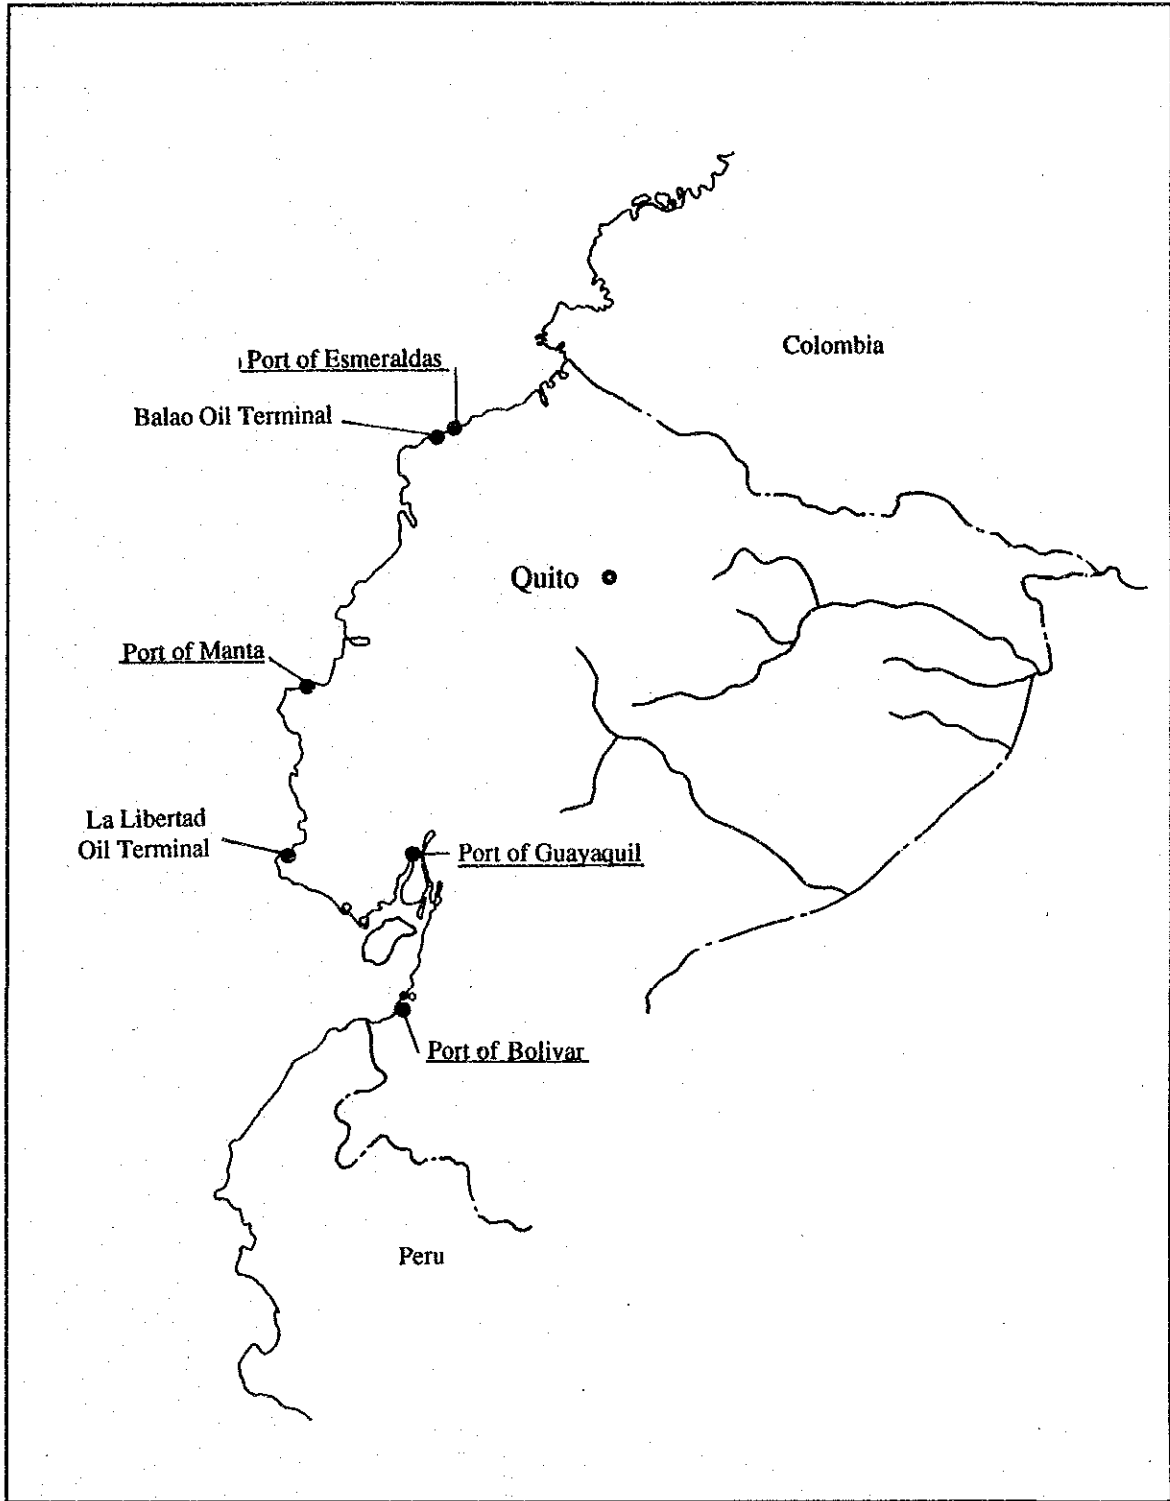 Colombia
Port of Esmeraldas
Balao Oil Terminal
Quito
Port of Manta
La Libertad
Oil Terminal
Port of Guayaquil
Port of Bolivar
Peru